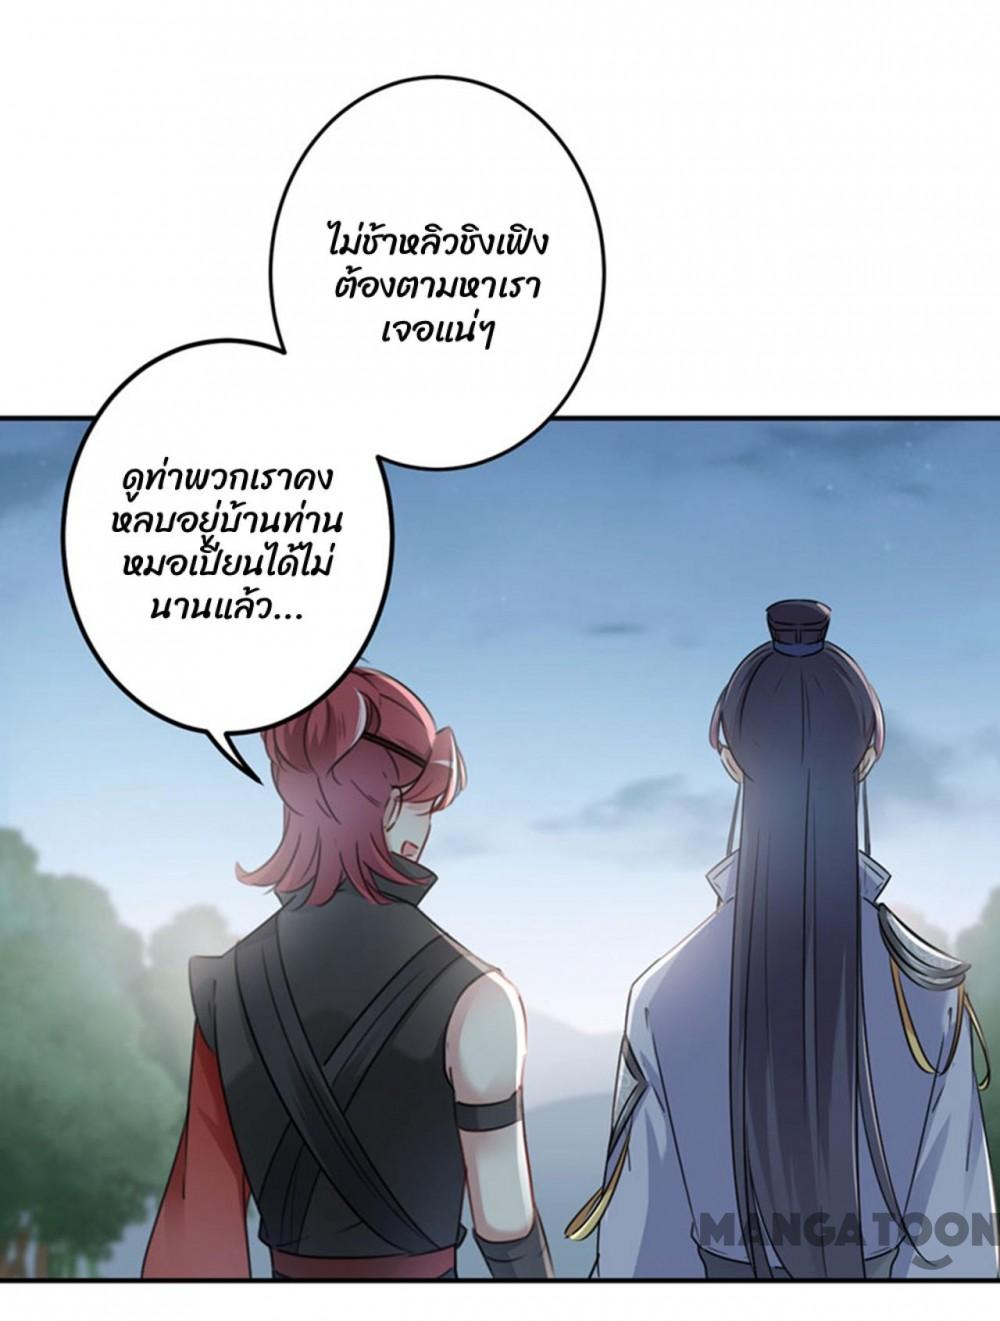 ไม่ช้าหลิวชิงเฟิง
ต้องตามหาเรา
เจอแน่ๆ
ดูท่าพวกเราคง
หลบอยู่บ้านท่าน
หมอเปียนได้ไม่
นานแล้ว...
MANGATOON